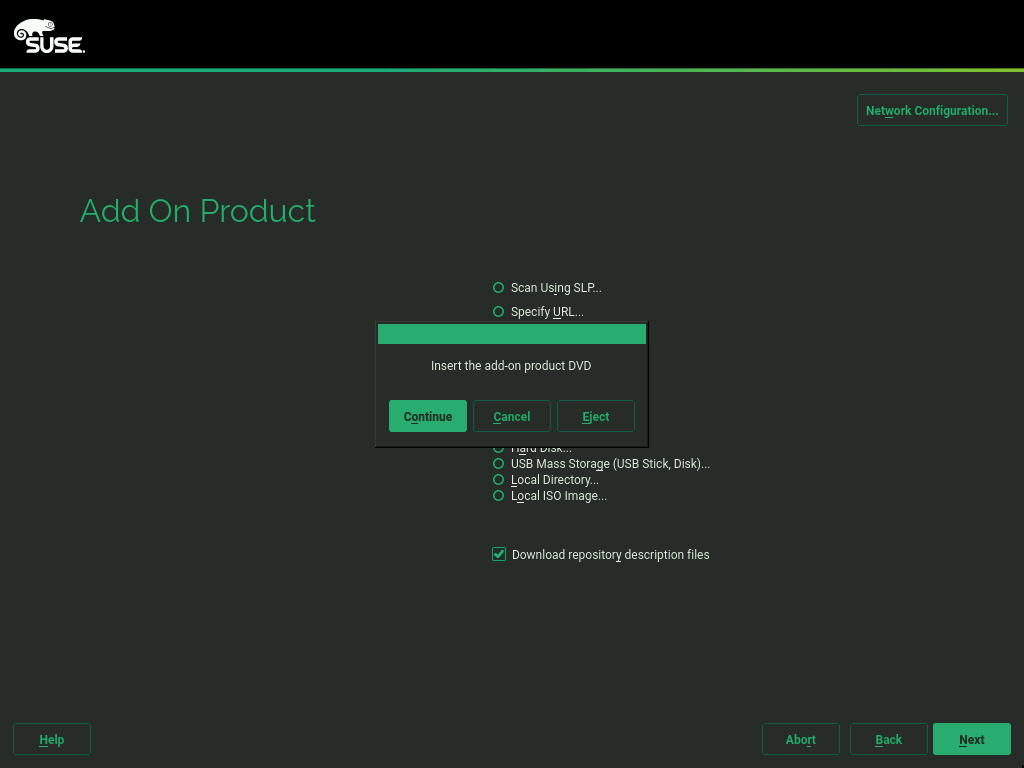 SUSE
Network Configuration...
Add On Product
Scan Using SLP...
Specify URL...
Insert the add-on product DVD
Continue
Cancel
Eject
Hard Disk...
USB Mass Storage (USB Stick, Disk)...
Local Directory...
Local ISO Image...
Download repository description files
Help
Abort
Back
Next